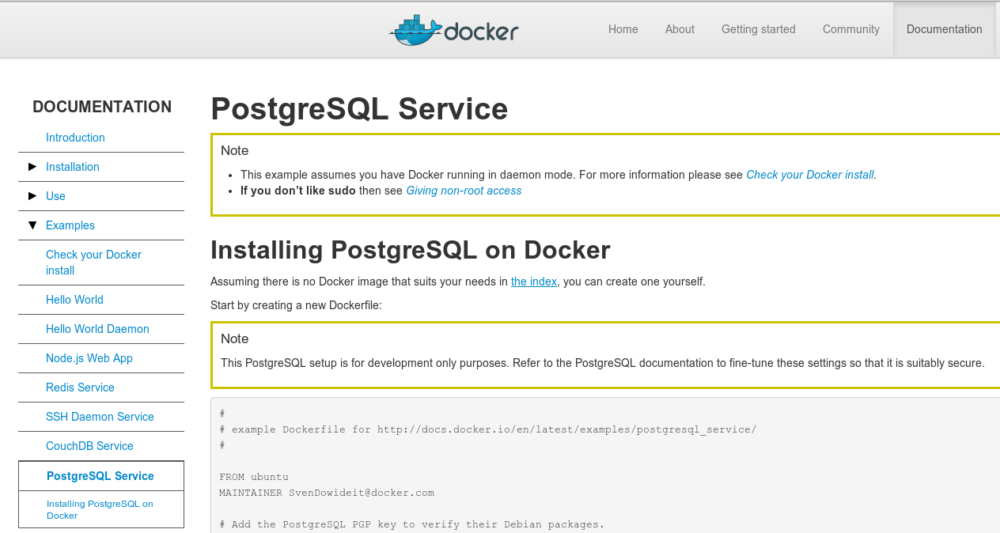 docker
Home
About
Getting started
Community
Documentation
DOCUMENTATION
Introduction
Installation
Use
Examples
Check your Docker
install
Hello World
Hello World Daemon
Node.js Web App
Redis Service
SSH Daemon Service
CouchDB Service
PostgreSQL Service
Installing PostgreSQL on
Docker
PostgreSQL Service
Note
• This example assumes you have Docker running in daemon mode. For more information please see Check your Docker install.
• If you don’t like sudo then see Giving non-root access
Installing PostgreSQL on Docker
Assuming there is no Docker image that suits your needs in the index, you can create one yourself.
Start by creating a new Dockerfile:
Note
This PostgreSQL setup is for development only purposes. Refer to the PostgreSQL documentation to fine-tune these settings so that it is suitably secure.
#
# example Dockerfile for http://docs.docker.io/en/latest/examples/postgresql_service/
#
FROM ubuntu
MAINTAINER SvenDowideit@docker.com
# Add the PostgreSQL PGP key to verify their Debian packages.